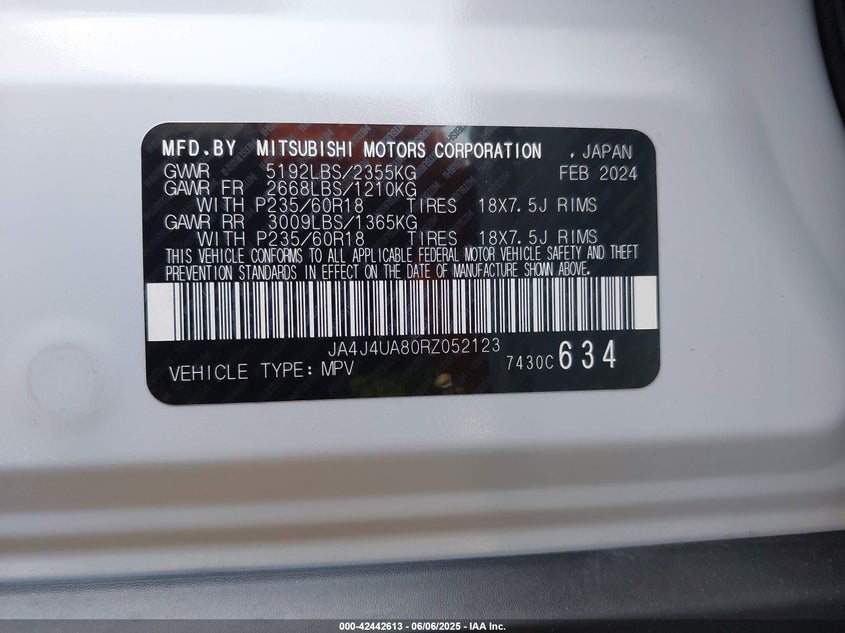 MFD.BY MITSUBISHI MOTORS CORPORATION , JAPAN
GVWR 5192LBS/2355KG FEB 2024
GAWR FR 2668LBS/1210KG
WITH P235/60R18 TIRES 18X7.5J RIMS
GAWR RR 3009LBS/1365KG
WITH P235/60R18 TIRES 18X7.5J RIMS
THIS VEHICLE CONFORMS TO ALL APPLICABLE FEDERAL MOTOR VEHICLE SAFETY AND THEFT
PREVENTION STANDARDS IN EFFECT ON THE DATE OF MANUFACTURE SHOWN ABOVE.
JA4J4UA80RZ052123
VEHICLE TYPE: MPV 7430C 634
000-42442613 - 06/06/2025 - IAA Inc.